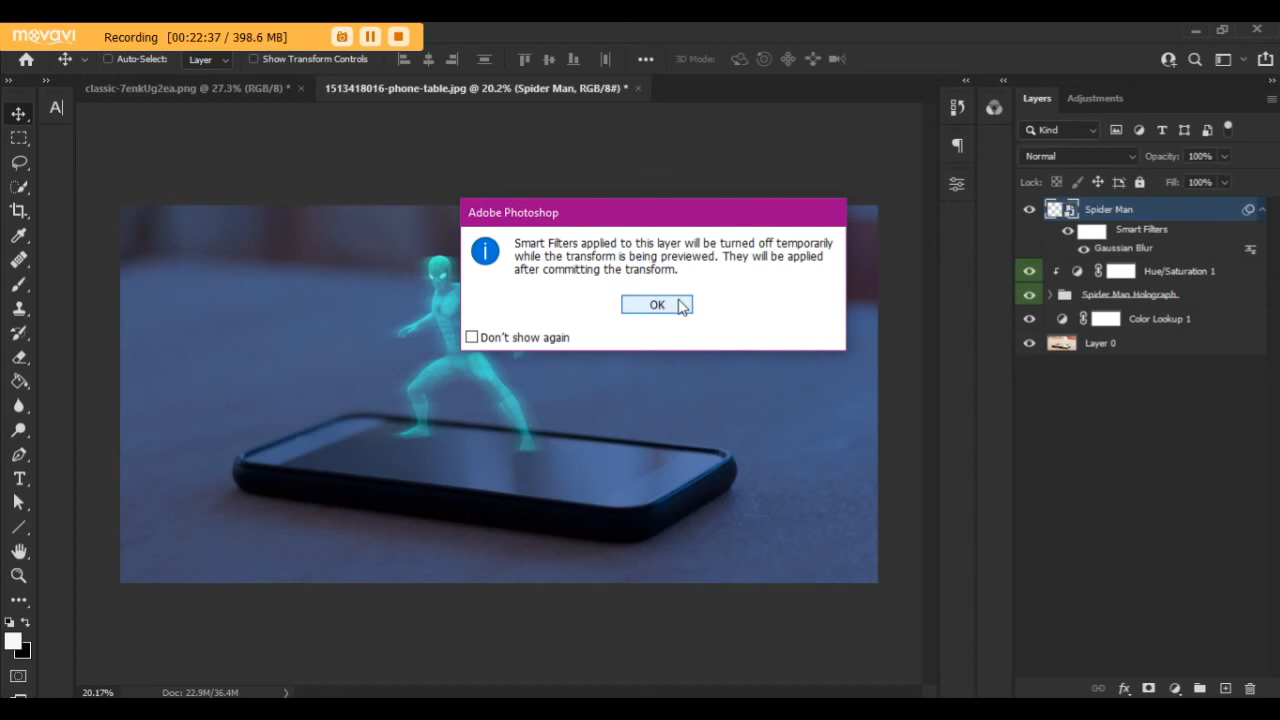 movavi
Recording [00:22:37 / 398.6 MB]
Auto-Select:
Layer
Show Transform Controls
3D Mode:
classic-7enkUg2ea.png @ 27.3% (RGB/8) *
1513418016-phone-table.jpg @ 20.2% (Spider Man, RGB/8#) *
A
Layers
Adjustments
Kind
Normal
Opacity:
100%
Lock:
Fill:
100%
Spider Man
Smart Filters
Gaussian Blur
Hue/Saturation 1
Spider Man Holograph
Color Lookup 1
Layer 0
Adobe Photoshop
Smart Filters applied to this layer will be turned off temporarily
while the transform is being previewed. They will be applied
after committing the transform.
OK
Don't show again
20.17%
Doc: 22.9M/36.4M
fx